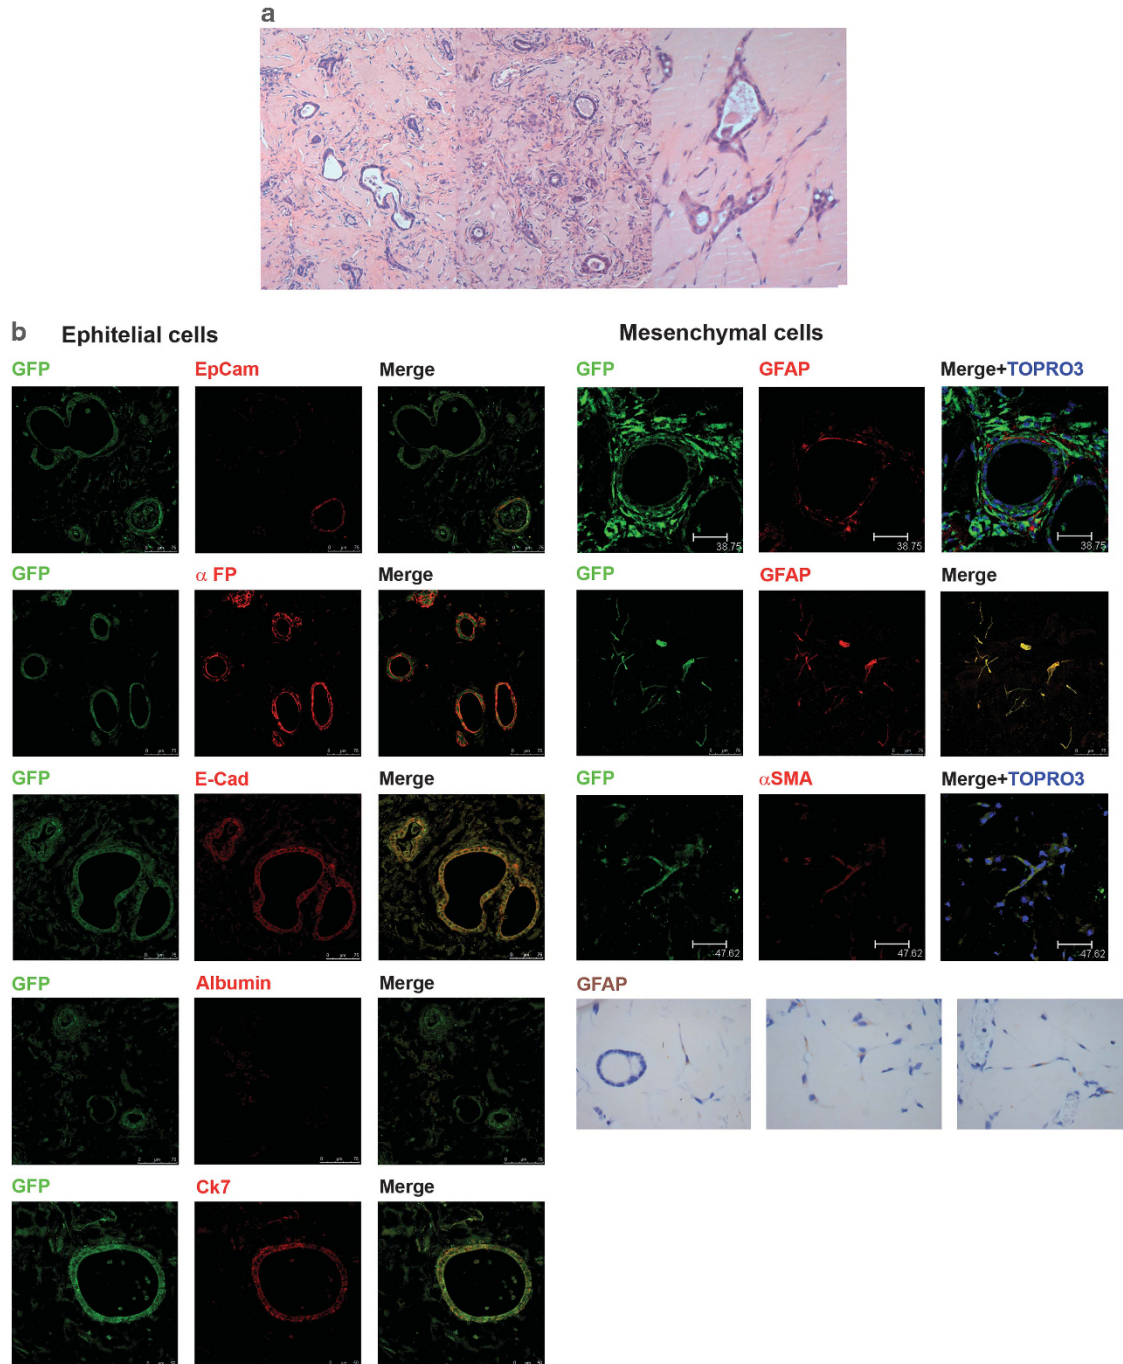 a
b Ephitelial cells Mesenchymal cells
GFP EpCam Merge GFP GFAP Merge+TOPRO3
38.75 38.75 38.75
GFP α FP Merge GFP GFAP Merge
GFP E-Cad Merge GFP αSMA Merge+TOPRO3
47.62 47.62 47.62
GFP Albumin Merge GFAP
GFP Ck7 Merge